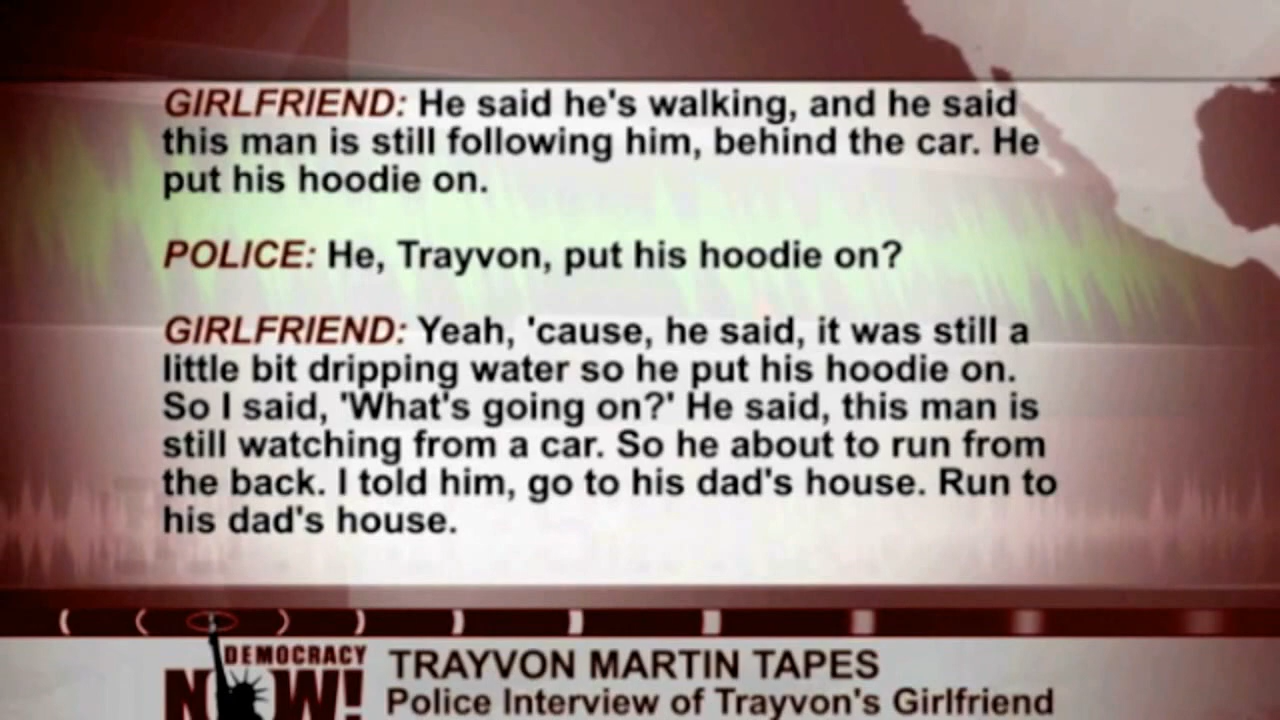 GIRLFRIEND: He said he's walking, and he said
this man is still following him, behind the car. He
put his hoodie on.
POLICE: He, Trayvon, put his hoodie on?
GIRLFRIEND: Yeah, 'cause, he said, it was still a
little bit dripping water so he put his hoodie on.
So I said, 'What's going on?' He said, this man is
still watching from a car. So he about to run from
the back. I told him, go to his dad's house. Run to
his dad's house.
DEMOCRACY
NOW!
TRAYVON MARTIN TAPES
Police Interview of Trayvon's Girlfriend